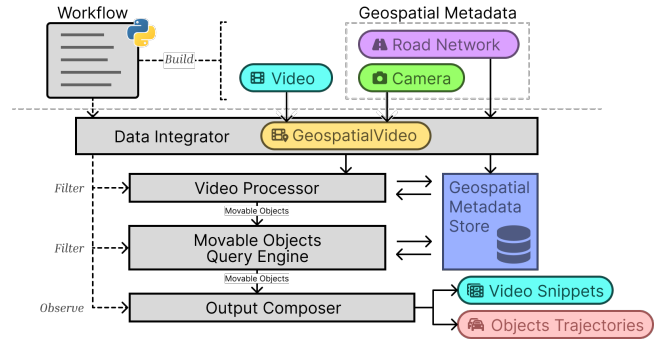 Workflow
Geospatial Metadata
Road Network
Build
Video
Camera
Data Integrator
GeospatialVideo
Filter
Video Processor
Geospatial
Metadata
Store
Movable Objects
Filter
Movable Objects
Query Engine
Movable Objects
Observe
Output Composer
Video Snippets
Objects Trajectories